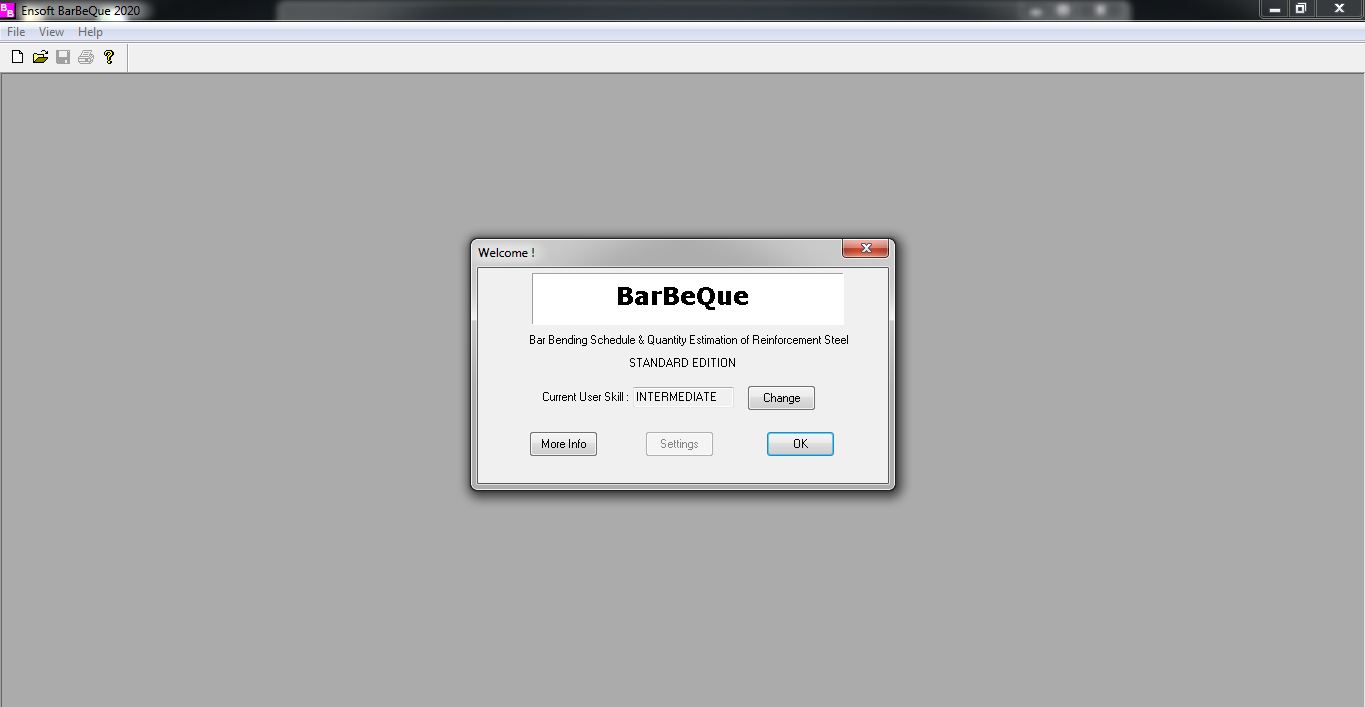 B
B
Ensoft BarBeQue 2020
File View Help
Welcome !
BarBeQue
Bar Bending Schedule & Quantity Estimation of Reinforcement Steel
STANDARD EDITION
Current User Skill : INTERMEDIATE Change
More Info Settings OK